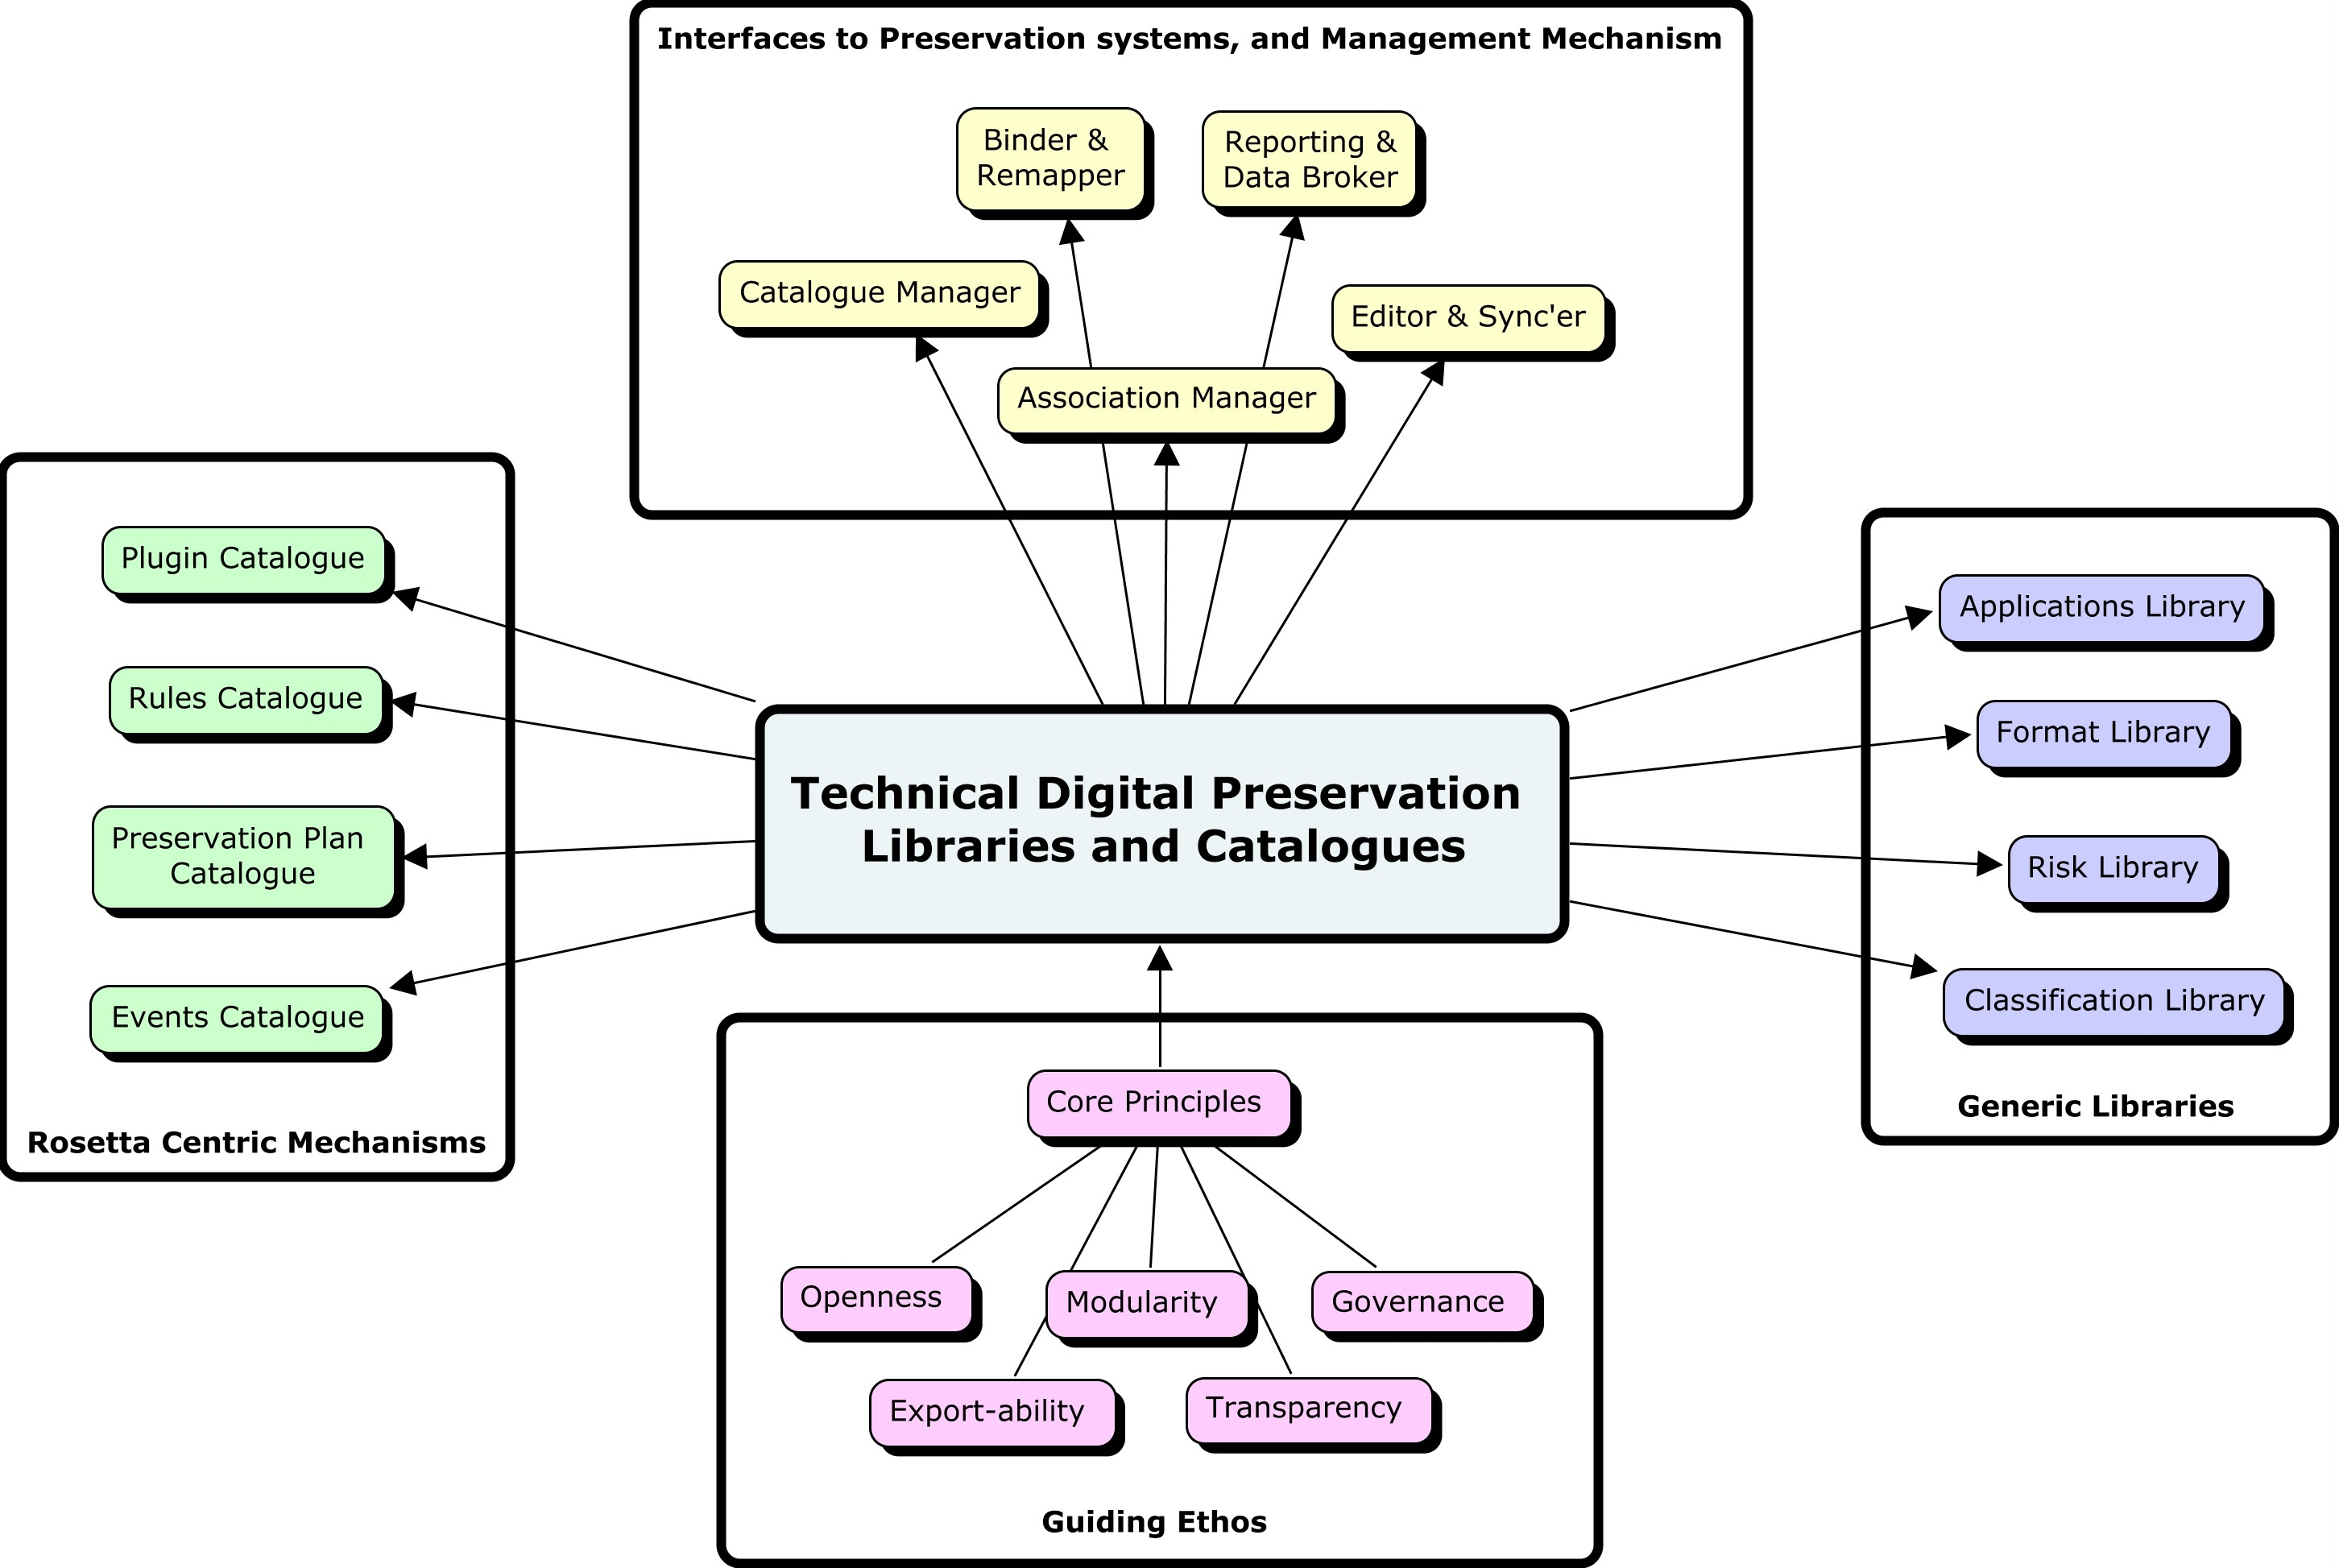 Interfaces to Preservation systems, and Management Mechanism
Binder &
Remapper
Reporting &
Data Broker
Catalogue Manager
Editor & Sync'er
Association Manager
Plugin Catalogue
Rules Catalogue
Preservation Plan
Catalogue
Events Catalogue
Rosetta Centric Mechanisms
Technical Digital Preservation
Libraries and Catalogues
Applications Library
Format Library
Risk Library
Classification Library
Generic Libraries
Core Principles
Openness
Modularity
Governance
Export-ability
Transparency
Guiding Ethos